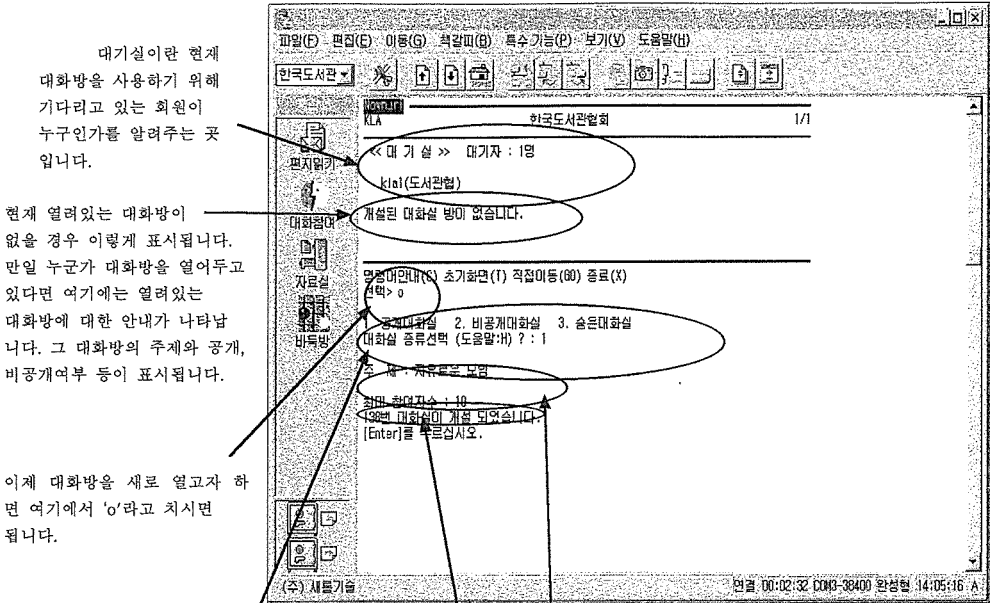 대기실이란 현재
대화방을 사용하기 위해
기다리고 있는 회원이
누구인가를 알려주는 곳
입니다.
현재 열려있는 대화방이
없을 경우 이렇게 표시됩니다.
만일 누군가 대화방을 열어두고
있다면 여기에는 열려있는
대화방에 대한 안내가 나타납
니다. 그 대화방의 주제와 공개,
비공개여부 등이 표시됩니다.
이제 대화방을 새로 열고자 하
면 여기에서 'o'라고 치시면
됩니다.
파일(F) 편집(E) 이동(G) 책갈피(B) 특수기능(P) 보기(V) 도움말(H)
한국도서관
편지읽기
대화참여
자료실
바둑방
KLA 한국도서관협회 1/1
<< 대 기 실 >> 대기자 : 1명
kla1(도서관협)
개설된 대화실 방이 없습니다.
명령어안내(C) 초기화면(T) 직접이동(GO) 종료(X)
선택> o
1. 공개대화실 2. 비공개대화실 3. 숨은대화실
대화실 종류선택 (도움말:H) ? : 1
주 제 : 자유로운 모임
최대 참여자수 : 10
138번 대화실이 개설 되었습니다.
[Enter]를 누르십시오.
(주) 새롬기술
연결 00:02:32 COM3-38400 완성형 14:05:16 A